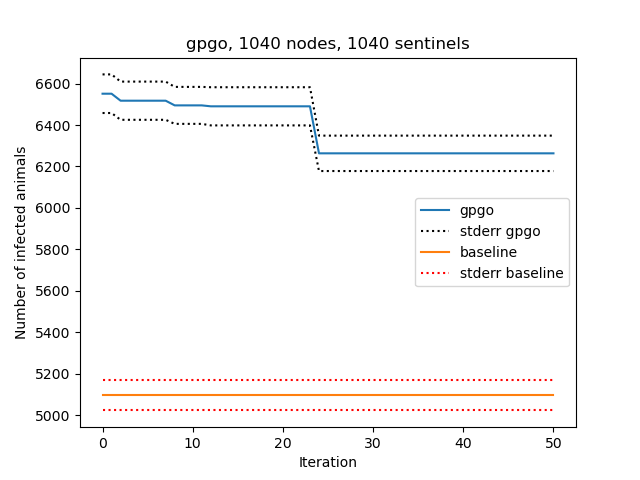 gpgo, 1040 nodes, 1040 sentinels
6600
6400
6200
6000
5800
5600
5400
5200
5000
Number of infected animals
gpgo
stderr gpgo
baseline
stderr baseline
0 10 20 30 40 50
Iteration